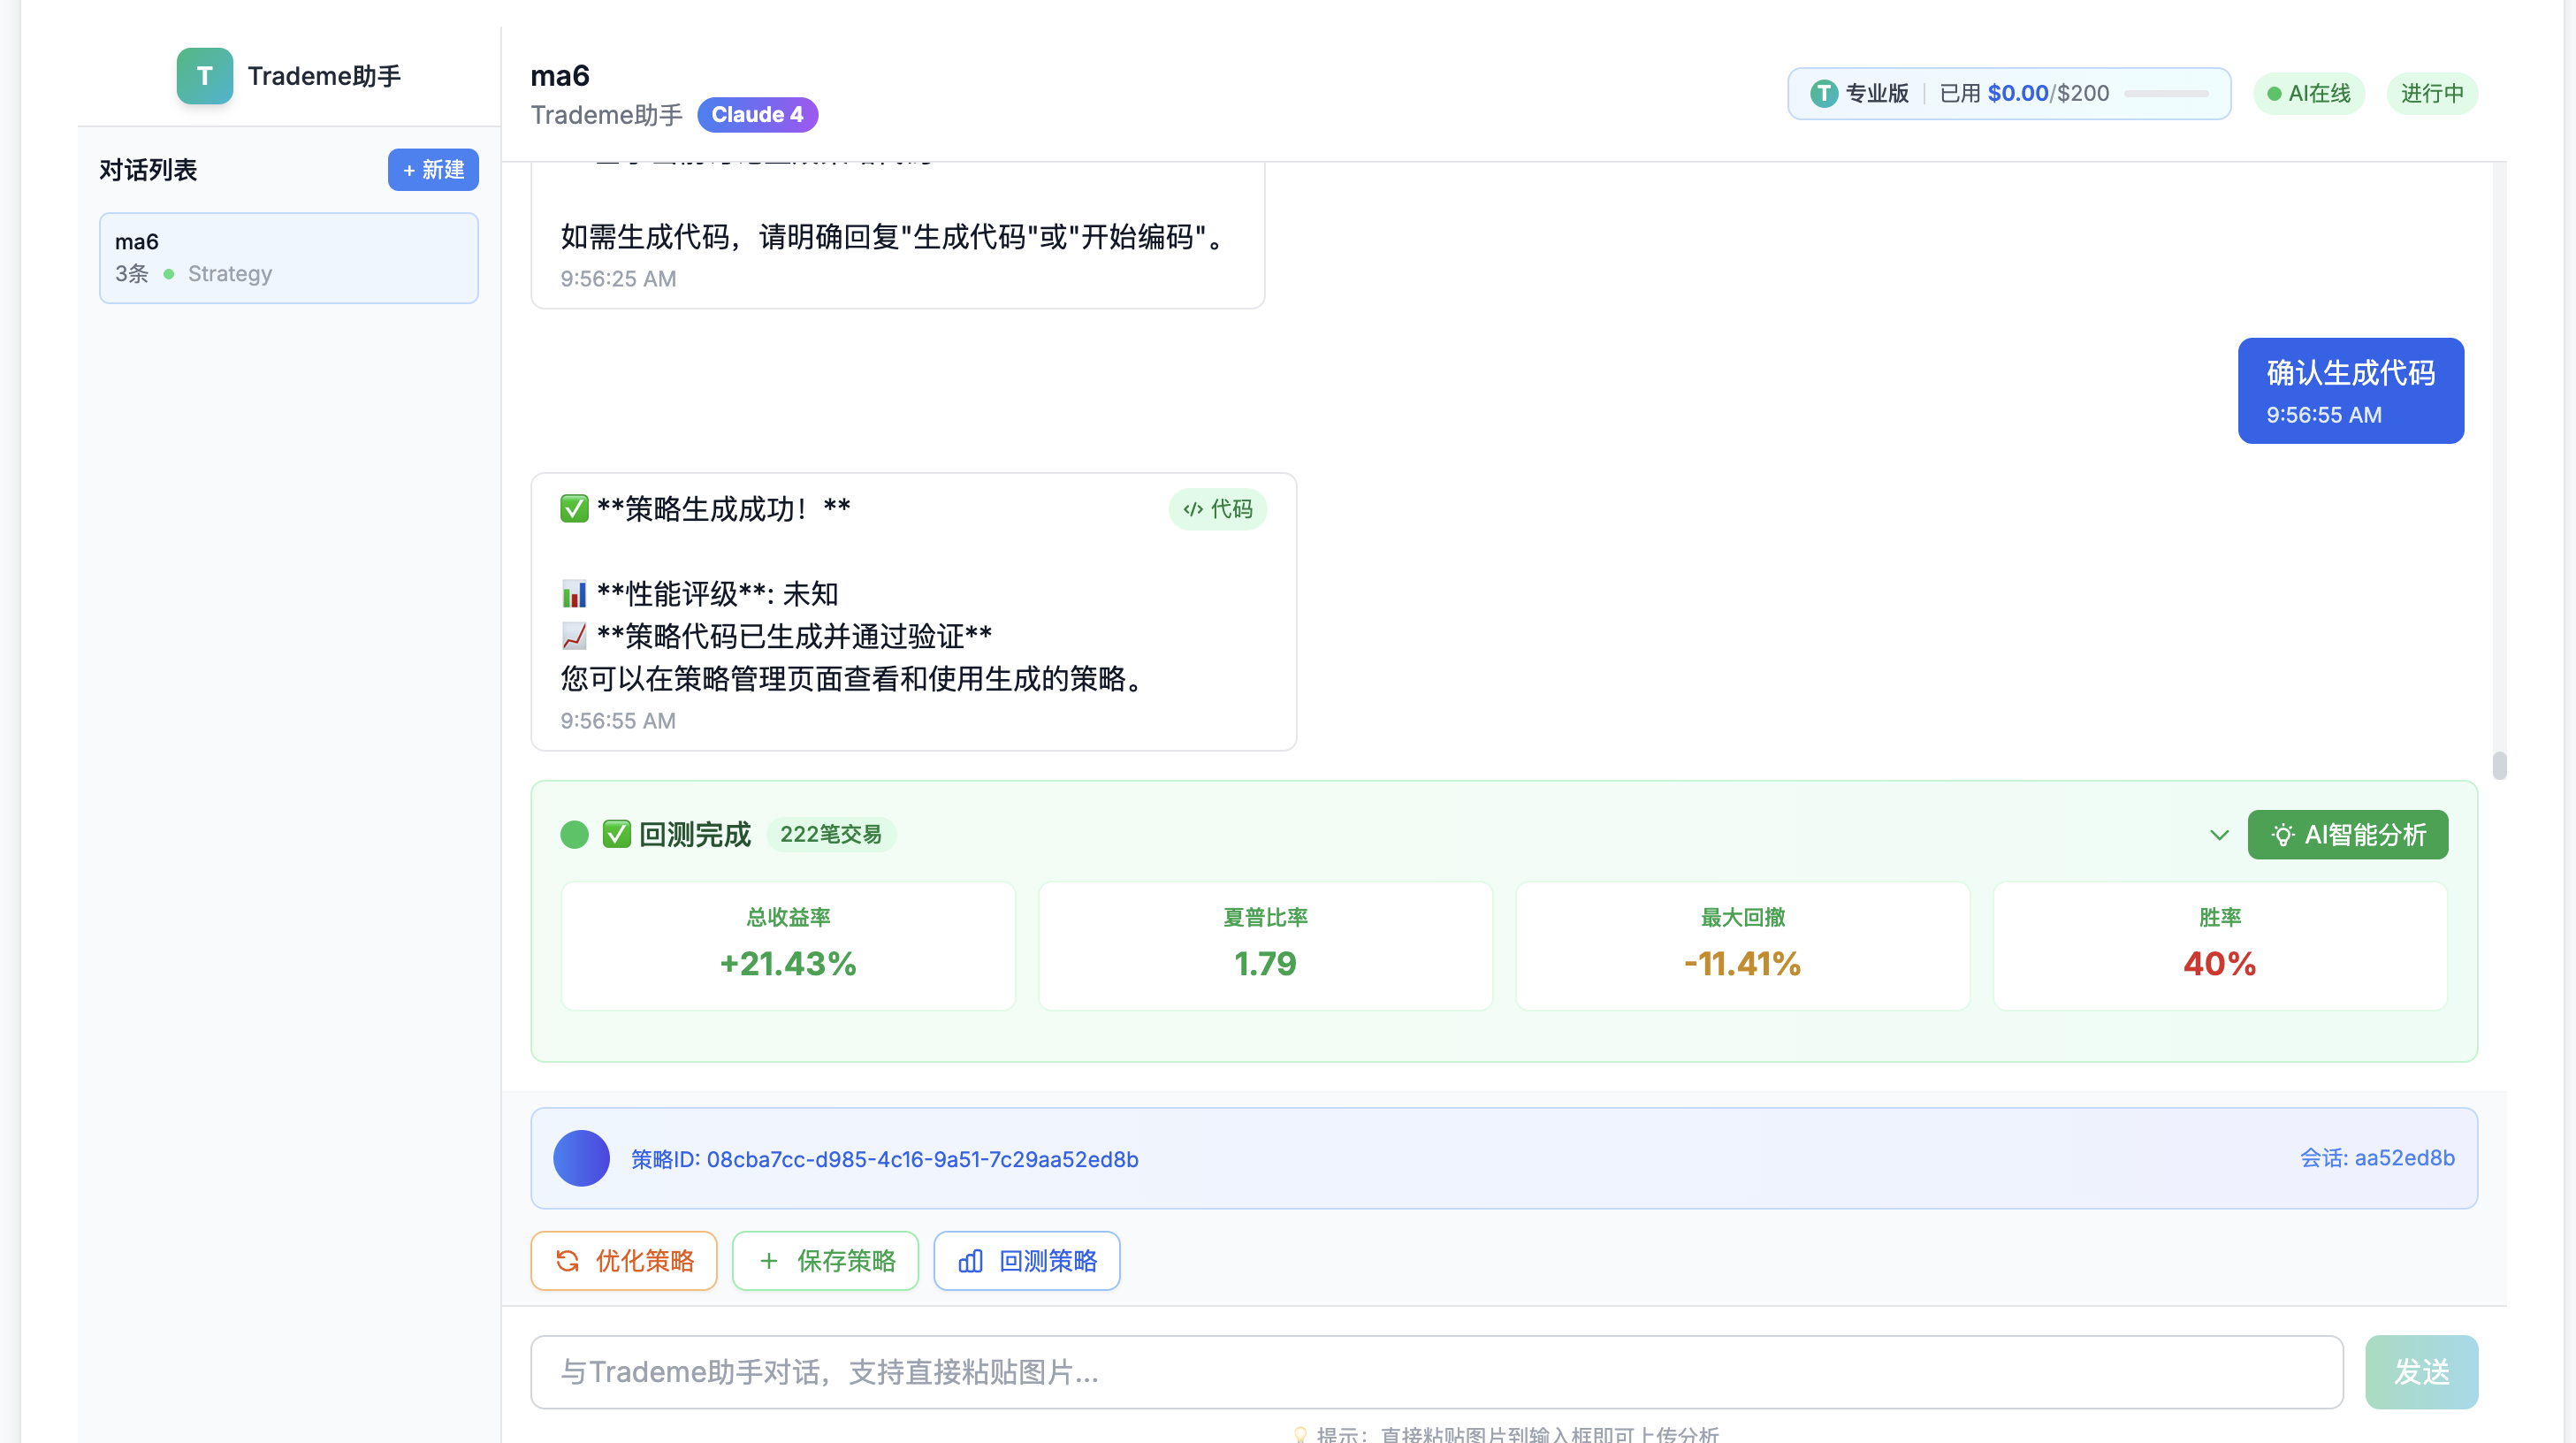 T Trademe助手
对话列表
+ 新建
ma6
3条 Strategy
ma6
Trademe助手 Claude 4
T 专业版 已用 $0.00/$200
AI在线
进行中
如需生成代码，请明确回复"生成代码"或"开始编码"。
9:56:25 AM
确认生成代码
9:56:55 AM
✅ **策略生成成功！**
</> 代码
📊 **性能评级**: 未知
📈 **策略代码已生成并通过验证**
您可以在策略管理页面查看和使用生成的策略。
9:56:55 AM
✅ 回测完成 222笔交易
AI智能分析
总收益率
+21.43%
夏普比率
1.79
最大回撤
-11.41%
胜率
40%
策略ID: 08cba7cc-d985-4c16-9a51-7c29aa52ed8b
会话: aa52ed8b
优化策略
+ 保存策略
回测策略
与Trademe助手对话，支持直接粘贴图片...
发送
💡 提示：直接粘贴图片到输入框即可上传分析